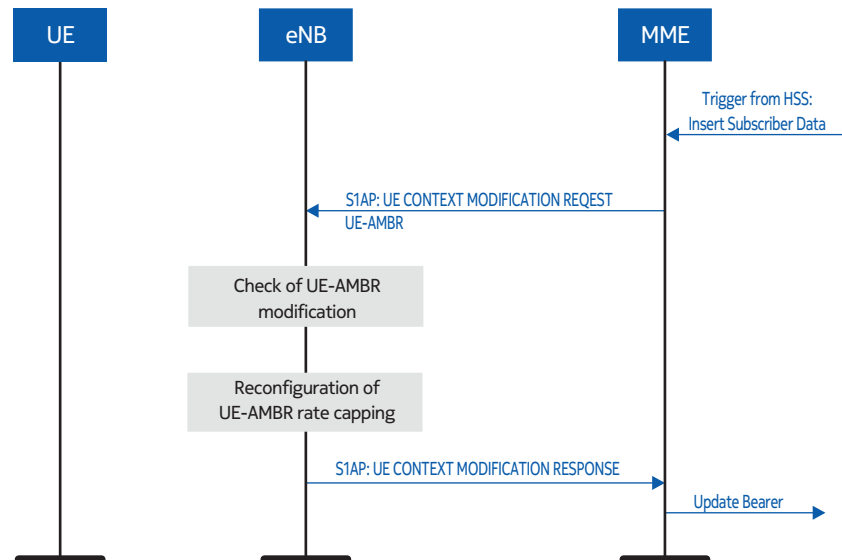 UE
eNB
MME
Trigger from HSS:
Insert Subscriber Data
S1AP: UE CONTEXT MODIFICATION REQEST
UE-AMBR
Check of UE-AMBR
modification
Reconfiguration of
UE-AMBR rate capping
S1AP: UE CONTEXT MODIFICATION RESPONSE
Update Bearer